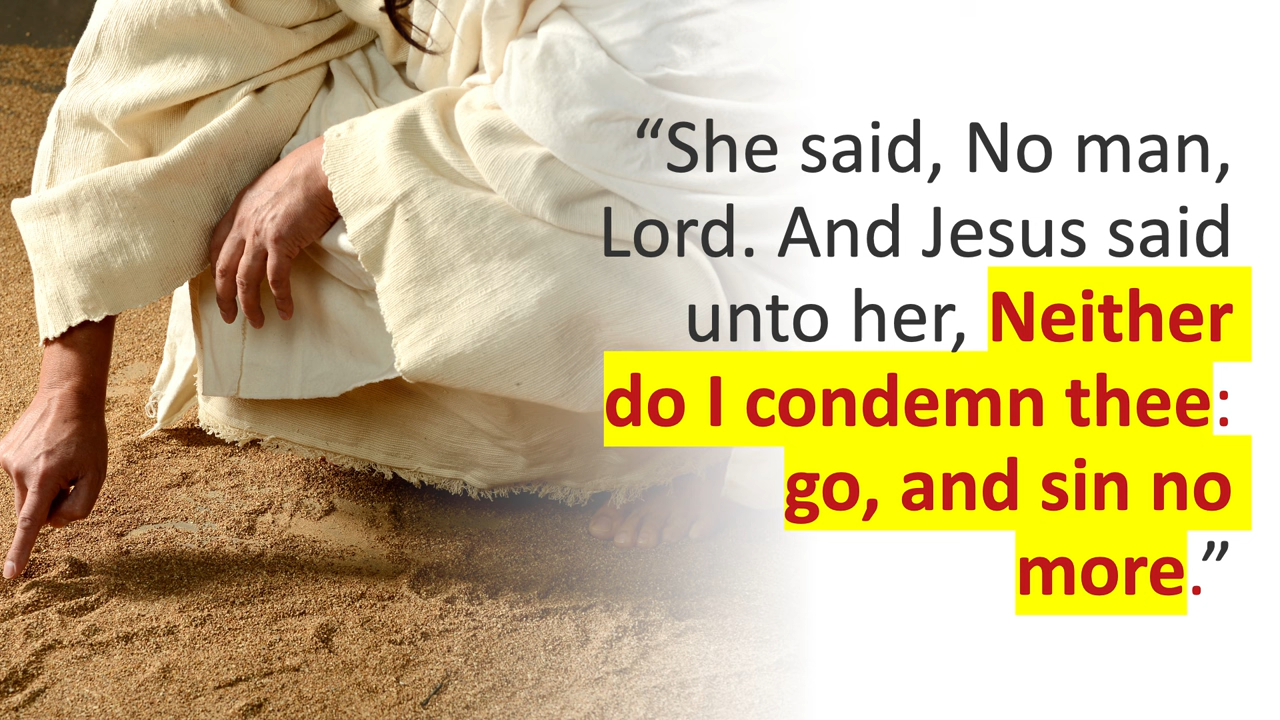 “She said, No man,
Lord. And Jesus said
unto her, Neither
do I condemn thee:
go, and sin no
more.”